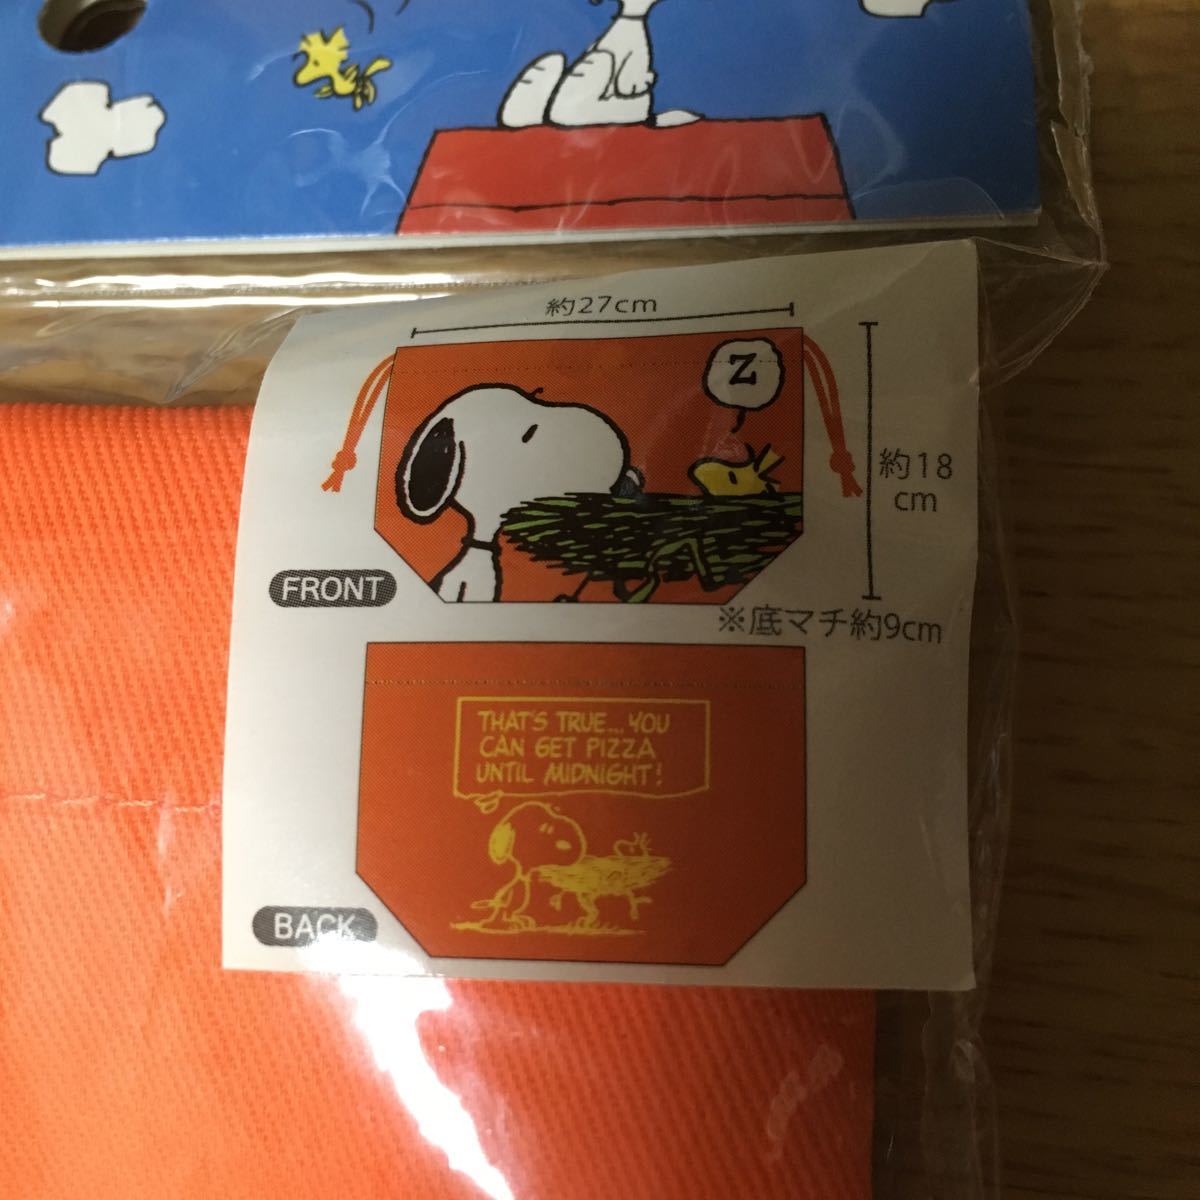 約27cm
Z
約18
cm
FRONT
※底マチ約9cm
THAT'S TRUE... YOU
CAN GET PIZZA
UNTIL MIDNIGHT!
BACK